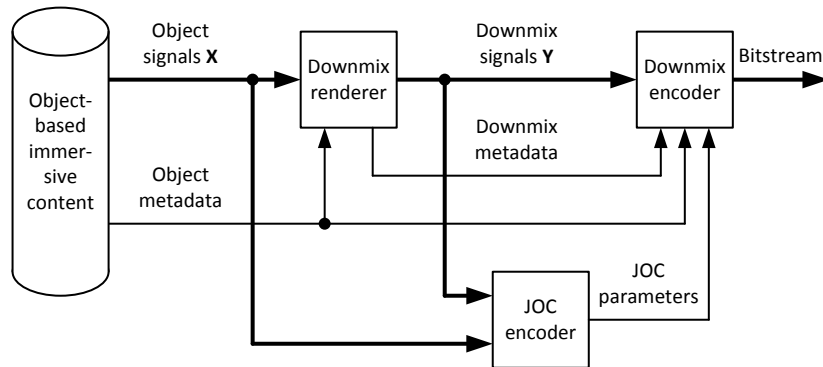 Object
signals X
Downmix
signals Y
Downmix
renderer
Downmix
encoder
Bitstream
Object-
based
immer-
sive
content
Downmix
metadata
Object
metadata
JOC
encoder
JOC
parameters